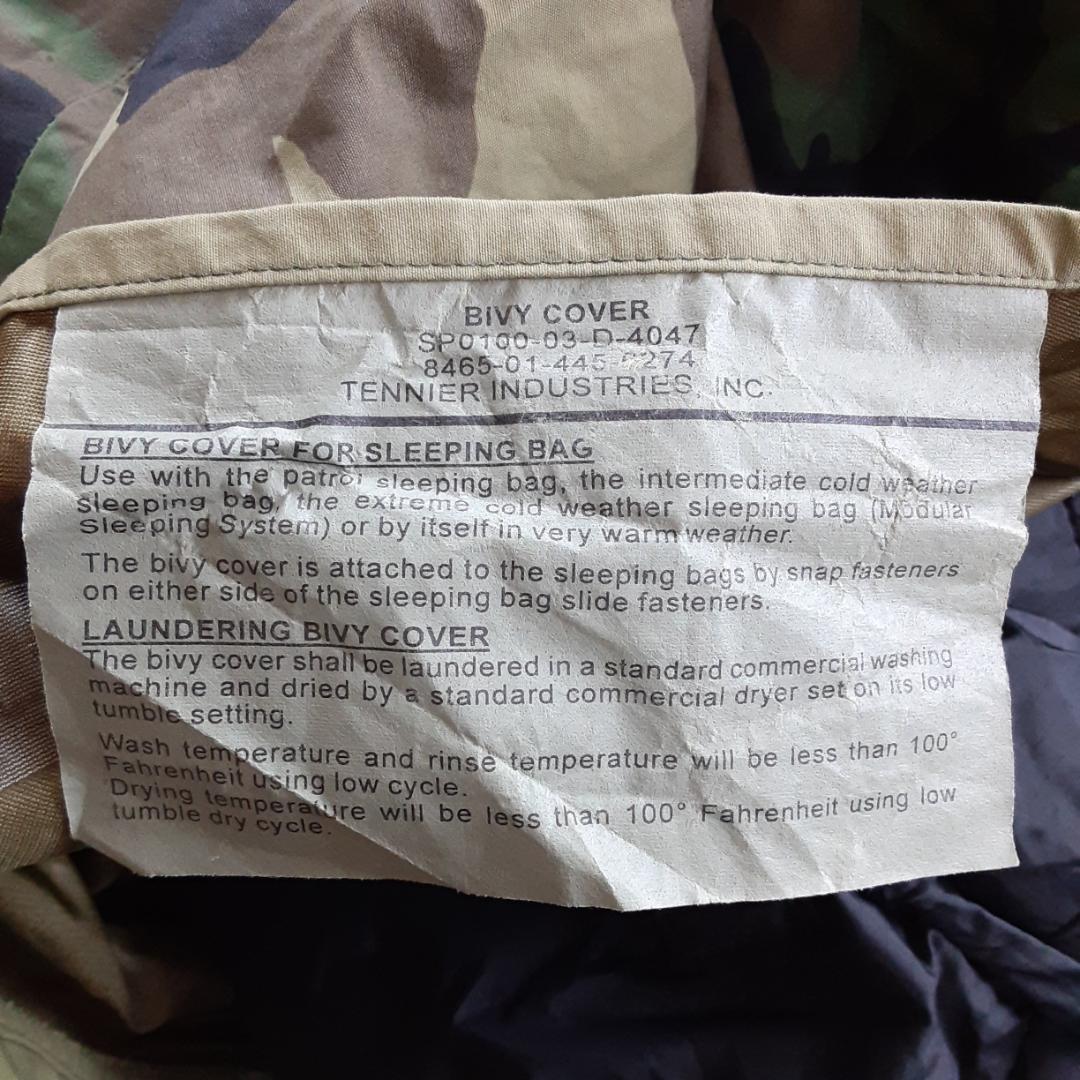 BIVY COVER
SP0100-03-D-4047
8465-01-445- 274
TENNIER INDUSTRIES, INC.
BIVY COVER FOR SLEEPING BAG
Use with the patrol sleeping bag, the intermediate cold weather
sleeping bag, the extreme cold weather sleeping bag (Modular
Sleeping System) or by itself in very warm weather.
The bivy cover is attached to the sleeping bags by snap fasteners
on either side of the sleeping bag slide fasteners.
LAUNDERING BIVY COVER
The bivy cover shall be laundered in a standard commercial washing
machine and dried by a standard commercial dryer set on its low
tumble setting.
Wash temperature and rinse temperature will be less than 100°
Fahrenheit using low cycle.
Drying temperature will be less than 100° Fahrenheit using low
tumble dry cycle.